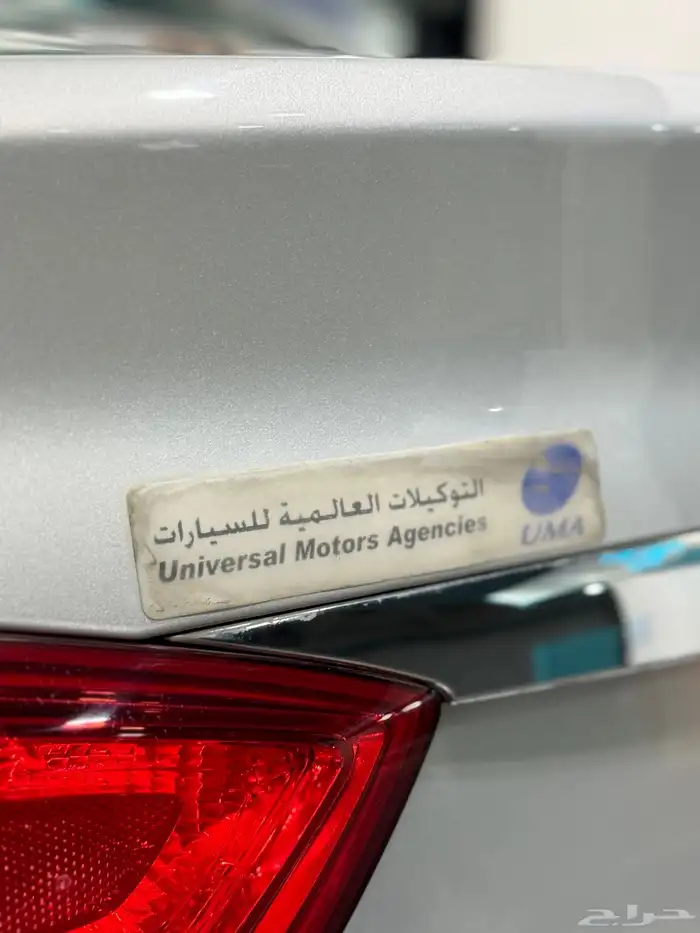 التوكيلات العالمية للسيارات
Universal Motors Agencies
UMA
حراج